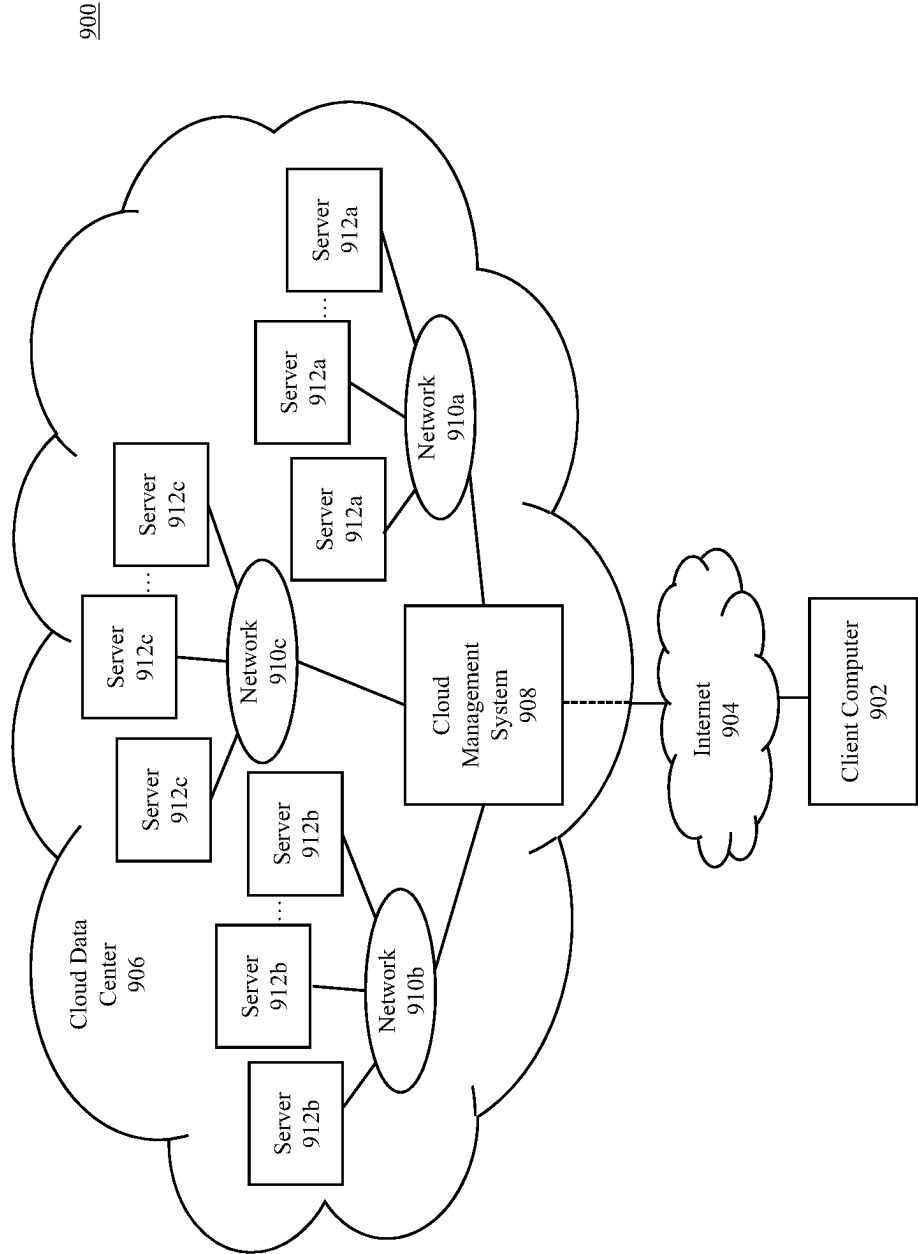 900
Cloud Data
Center
906
Server
912c
...
Server
912c
Server
912c
Server
912b
...
Server
912b
Server
912b
Server
912a
...
Server
912a
Server
912a
Network
910c
Network
910b
Network
910a
Cloud
Management
System
908
Internet
904
Client Computer
902